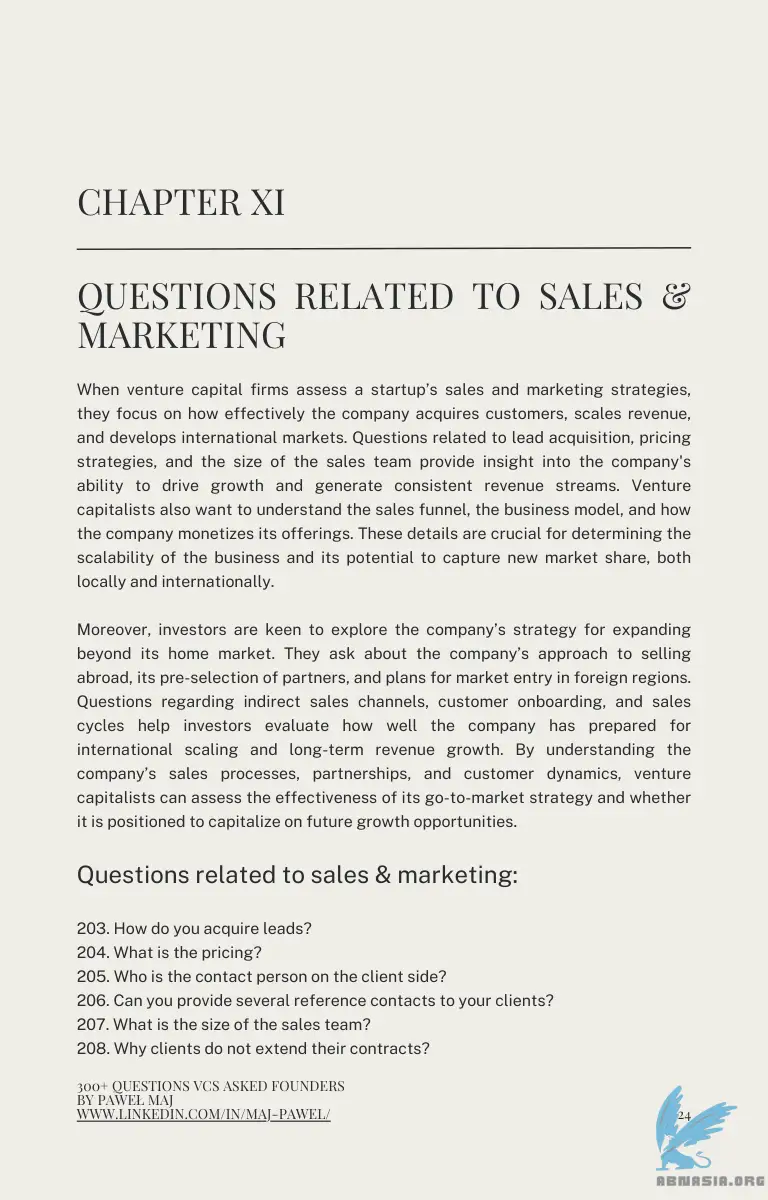 CHAPTER XI
QUESTIONS RELATED TO SALES &
MARKETING
When venture capital firms assess a startup’s sales and marketing strategies,
they focus on how effectively the company acquires customers, scales revenue,
and develops international markets. Questions related to lead acquisition, pricing
strategies, and the size of the sales team provide insight into the company's
ability to drive growth and generate consistent revenue streams. Venture
capitalists also want to understand the sales funnel, the business model, and how
the company monetizes its offerings. These details are crucial for determining the
scalability of the business and its potential to capture new market share, both
locally and internationally.
Moreover, investors are keen to explore the company’s strategy for expanding
beyond its home market. They ask about the company’s approach to selling
abroad, its pre-selection of partners, and plans for market entry in foreign regions.
Questions regarding indirect sales channels, customer onboarding, and sales
cycles help investors evaluate how well the company has prepared for
international scaling and long-term revenue growth. By understanding the
company’s sales processes, partnerships, and customer dynamics, venture
capitalists can assess the effectiveness of its go-to-market strategy and whether
it is positioned to capitalize on future growth opportunities.
Questions related to sales & marketing:
203. How do you acquire leads?
204. What is the pricing?
205. Who is the contact person on the client side?
206. Can you provide several reference contacts to your clients?
207. What is the size of the sales team?
208. Why clients do not extend their contracts?
300+ QUESTIONS VCS ASKED FOUNDERS
BY PAWEŁ MAJ
WWW.LINKEDIN.COM/IN/MAJ-PAWEL/
24
ABNASIA.ORG